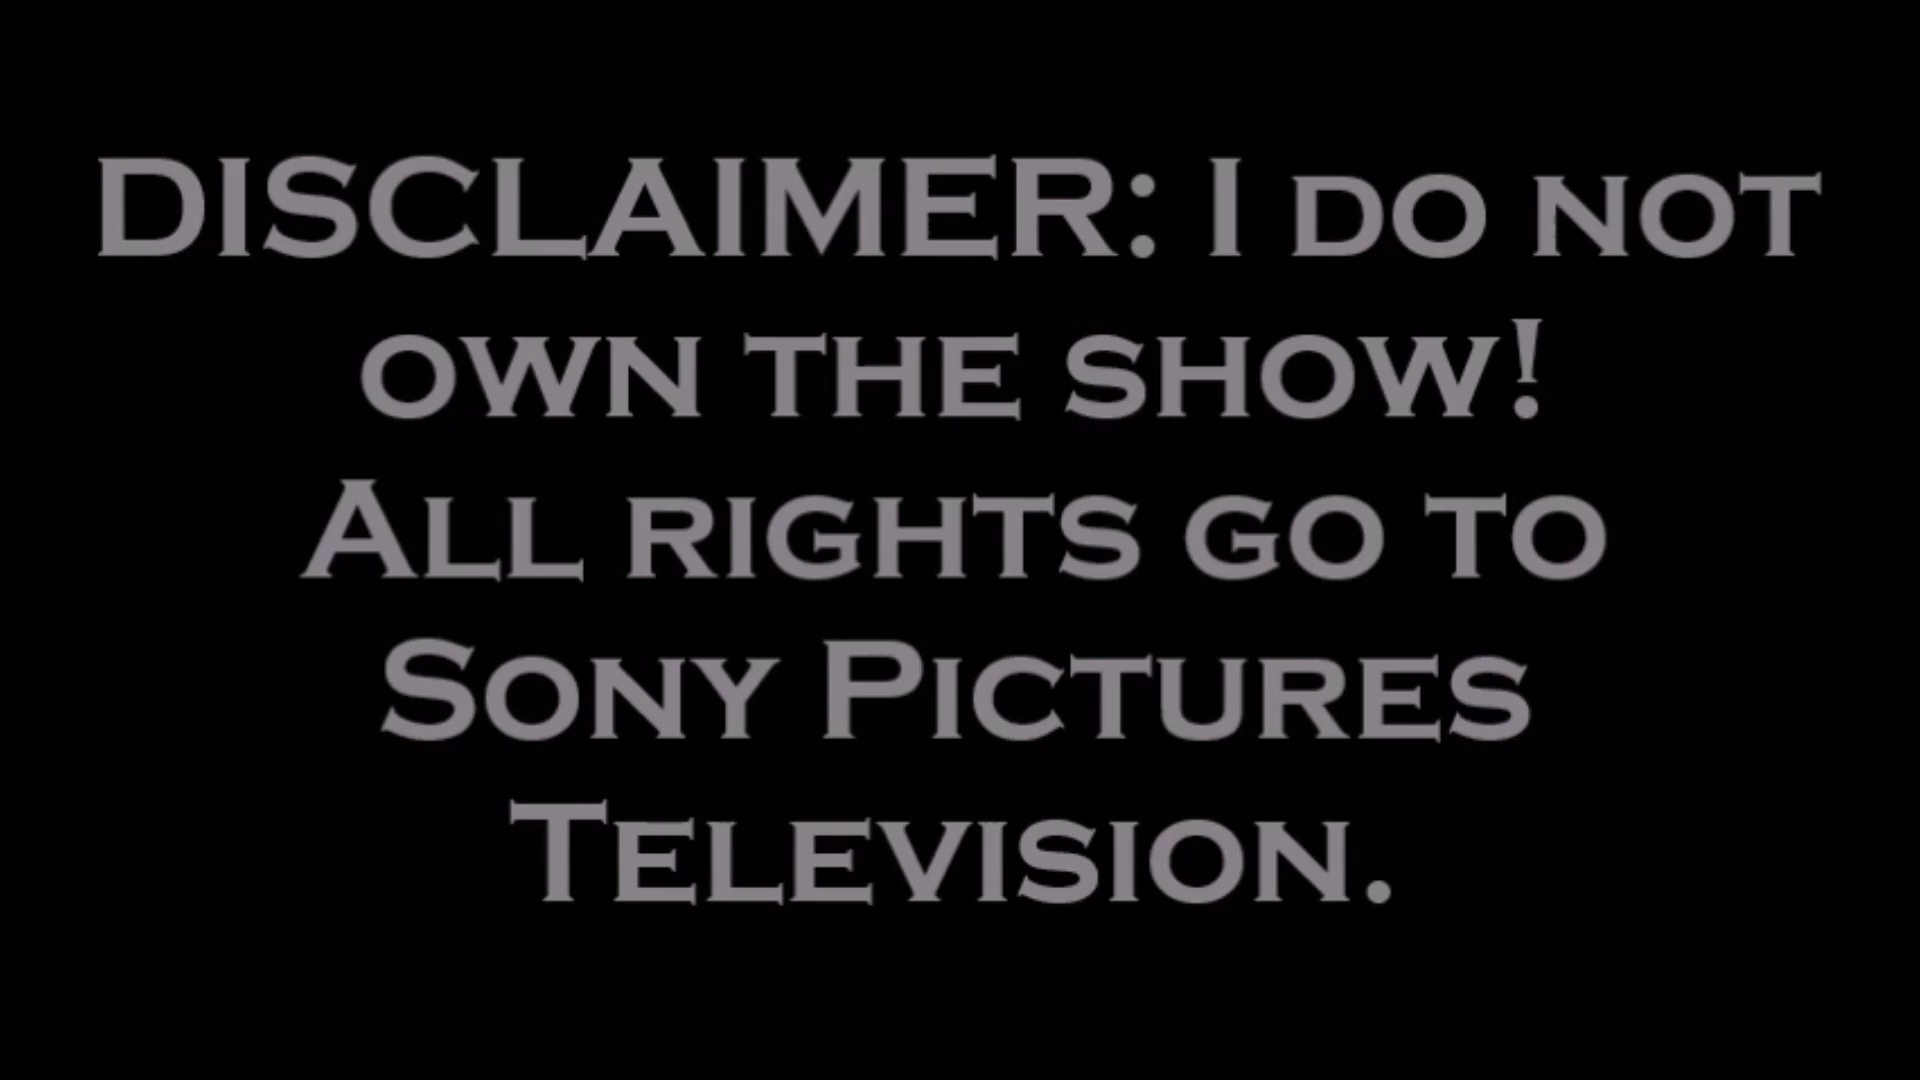 DISCLAIMER: I DO NOT
OWN THE SHOW!
ALL RIGHTS GO TO
SONY PICTURES
TELEVISION.